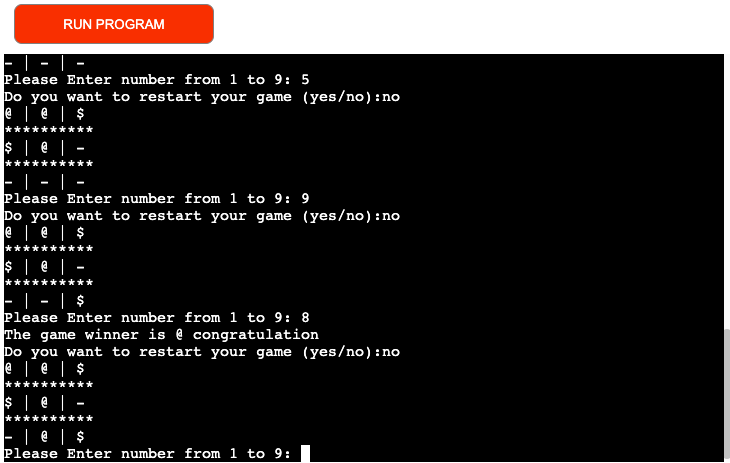 RUN PROGRAM
- | - | -
Please Enter number from 1 to 9: 5
Do you want to restart your game (yes/no):no
@ | @ | $
**********
$ | @ | -
**********
- | - | -
Please Enter number from 1 to 9: 9
Do you want to restart your game (yes/no):no
@ | @ | $
**********
$ | @ | -
**********
- | - | $
Please Enter number from 1 to 9: 8
The game winner is @ congratulation
Do you want to restart your game (yes/no):no
@ | @ | $
**********
$ | @ | -
**********
- | @ | $
Please Enter number from 1 to 9: